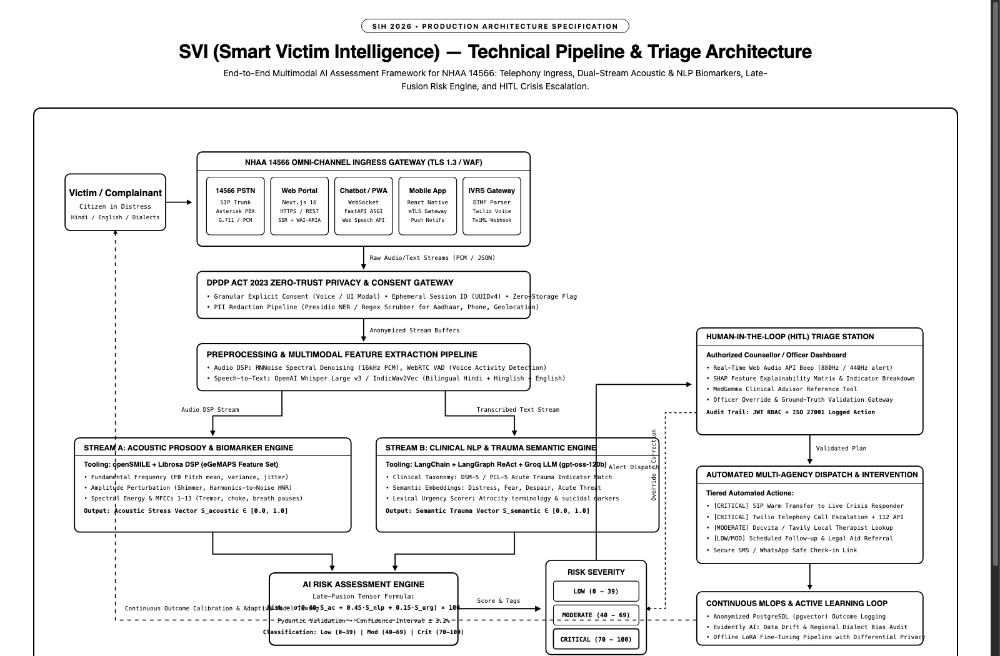 SIH 2026 • PRODUCTION ARCHITECTURE SPECIFICATION
SVI (Smart Victim Intelligence) — Technical Pipeline & Triage Architecture
End-to-End Multimodal AI Assessment Framework for NHAA 14566: Telephony Ingress, Dual-Stream Acoustic & NLP Biomarkers, Late-
Fusion Risk Engine, and HITL Crisis Escalation.
Victim / Complainant
Citizen in Distress
Hindi / English / Dialects
NHAA 14566 OMNI-CHANNEL INGRESS GATEWAY (TLS 1.3 / WAF)
14566 PSTN
SIP Trunk
Asterisk PBX
G.711 / PCM
Web Portal
Next.js 16
HTTPS / REST
SSR + WAI-ARIA
Chatbot / PWA
WebSocket
FastAPI ASGI
Web Speech API
Mobile App
React Native
mTLS Gateway
Push Notifs
IVRS Gateway
DTMF Parser
Twilio Voice
TwiML Webhook
Raw Audio/Text Streams (PCM / JSON)
DPDP ACT 2023 ZERO-TRUST PRIVACY & CONSENT GATEWAY
• Granular Explicit Consent (Voice / UI Modal) • Ephemeral Session ID (UUIDv4) • Zero-Storage Flag
• PII Redaction Pipeline (Presidio NER / Regex Scrubber for Aadhaar, Phone, Geolocation)
Anonymized Stream Buffers
PREPROCESSING & MULTIMODAL FEATURE EXTRACTION PIPELINE
• Audio DSP: RNNoise Spectral Denoising (16kHz PCM), WebRTC VAD (Voice Activity Detection)
• Speech-to-Text: OpenAI Whisper Large v3 / IndicWav2Vec (Bilingual Hindi + Hinglish + English)
Audio DSP Stream
Transcribed Text Stream
STREAM A: ACOUSTIC PROSODY & BIOMARKER ENGINE
Tooling: openSMILE + Librosa DSP (eGeMAPS Feature Set)
• Fundamental Frequency (F0 Pitch mean, variance, jitter)
• Amplitude Perturbation (Shimmer, Harmonics-to-Noise HNR)
• Spectral Energy & MFCCs 1-13 (Tremor, choke, breath pauses)
Output: Acoustic Stress Vector S_acoustic ∈ [0.0, 1.0]
STREAM B: CLINICAL NLP & TRAUMA SEMANTIC ENGINE
Tooling: LangChain + LangGraph ReAct + Groq LLM (gpt-oss-120b)
• Clinical Taxonomy: DSM-5 / PCL-5 Acute Trauma Indicator Match
• Semantic Embeddings: Distress, Fear, Despair, Acute Threat
• Lexical Urgency Scorer: Atrocity terminology & suicidal markers
Output: Semantic Trauma Vector S_semantic ∈ [0.0, 1.0]
Alert Dispatch
Override / Correction
HUMAN-IN-THE-LOOP (HITL) TRIAGE STATION
Authorized Counsellor / Officer Dashboard
• Real-Time Web Audio API Beep (880Hz / 440Hz alert)
• SHAP Feature Explainability Matrix & Indicator Breakdown
• MedGemma Clinical Advisor Reference Tool
• Officer Override & Ground-Truth Validation Gateway
Audit Trail: JWT RBAC + ISO 27001 Logged Action
Validated Plan
AUTOMATED MULTI-AGENCY DISPATCH & INTERVENTION
Tiered Automated Actions:
• [CRITICAL] SIP Warm Transfer to Live Crisis Responder
• [CRITICAL] Twilio Telephony Call Escalation + 112 API
• [MODERATE] Docvita / Tavily Local Therapist Lookup
• [LOW/MOD] Scheduled Follow-up & Legal Aid Referral
• Secure SMS / WhatsApp Safe Check-in Link
AI RISK ASSESSMENT ENGINE
Late-Fusion Tensor Formula:
Risk = σ(0.40·S_ac + 0.45·S_nlp + 0.15·S_urg) × 100
Pydantic Validation • Confidence Interval ± 3.2%
Classification: Low (0-39) | Mod (40-69) | Crit (70-100)
Continuous Outcome Calibration & Adaptive Model Tuning
Score & Tags
RISK SEVERITY
LOW (0 - 39)
MODERATE (40 - 69)
CRITICAL (70 - 100)
CONTINUOUS MLOPS & ACTIVE LEARNING LOOP
• Anonymized PostgreSQL (pgvector) Outcome Logging
• Evidently AI: Data Drift & Regional Dialect Bias Audit
• Offline LoRA Fine-Tuning Pipeline with Differential Privacy